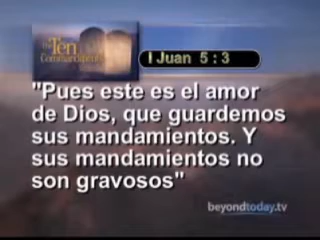 The
Ten
Commandments
I Juan 5 : 3
"Pues este es el amor
de Dios, que guardemos
sus mandamientos. Y
sus mandamientos no
son gravosos"
beyondtoday.tv